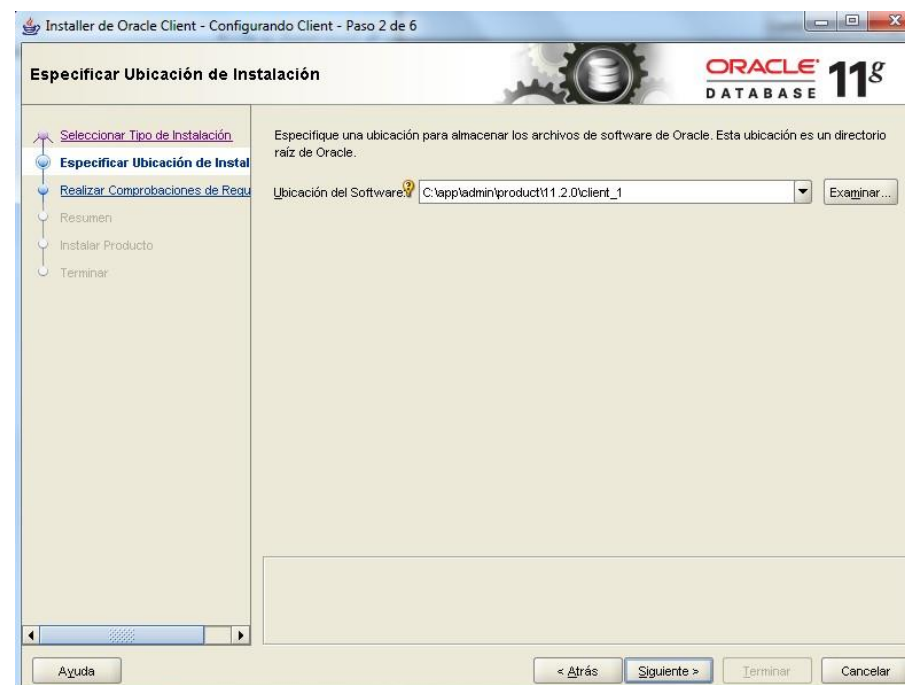 Installer de Oracle Client - Configurando Client - Paso 2 de 6
Especificar Ubicación de Instalación
ORACLE
DATABASE
11g
Seleccionar Tipo de Instalación
Especificar Ubicación de Instal
Realizar Comprobaciones de Requ
Resumen
Instalar Producto
Terminar
Especifique una ubicación para almacenar los archivos de software de Oracle. Esta ubicación es un directorio
raíz de Oracle.
Ubicación del Software:
C:\app\admin\product\11.2.0\client_1
Examinar...
Ayuda
< Atrás
Siguiente >
Terminar
Cancelar